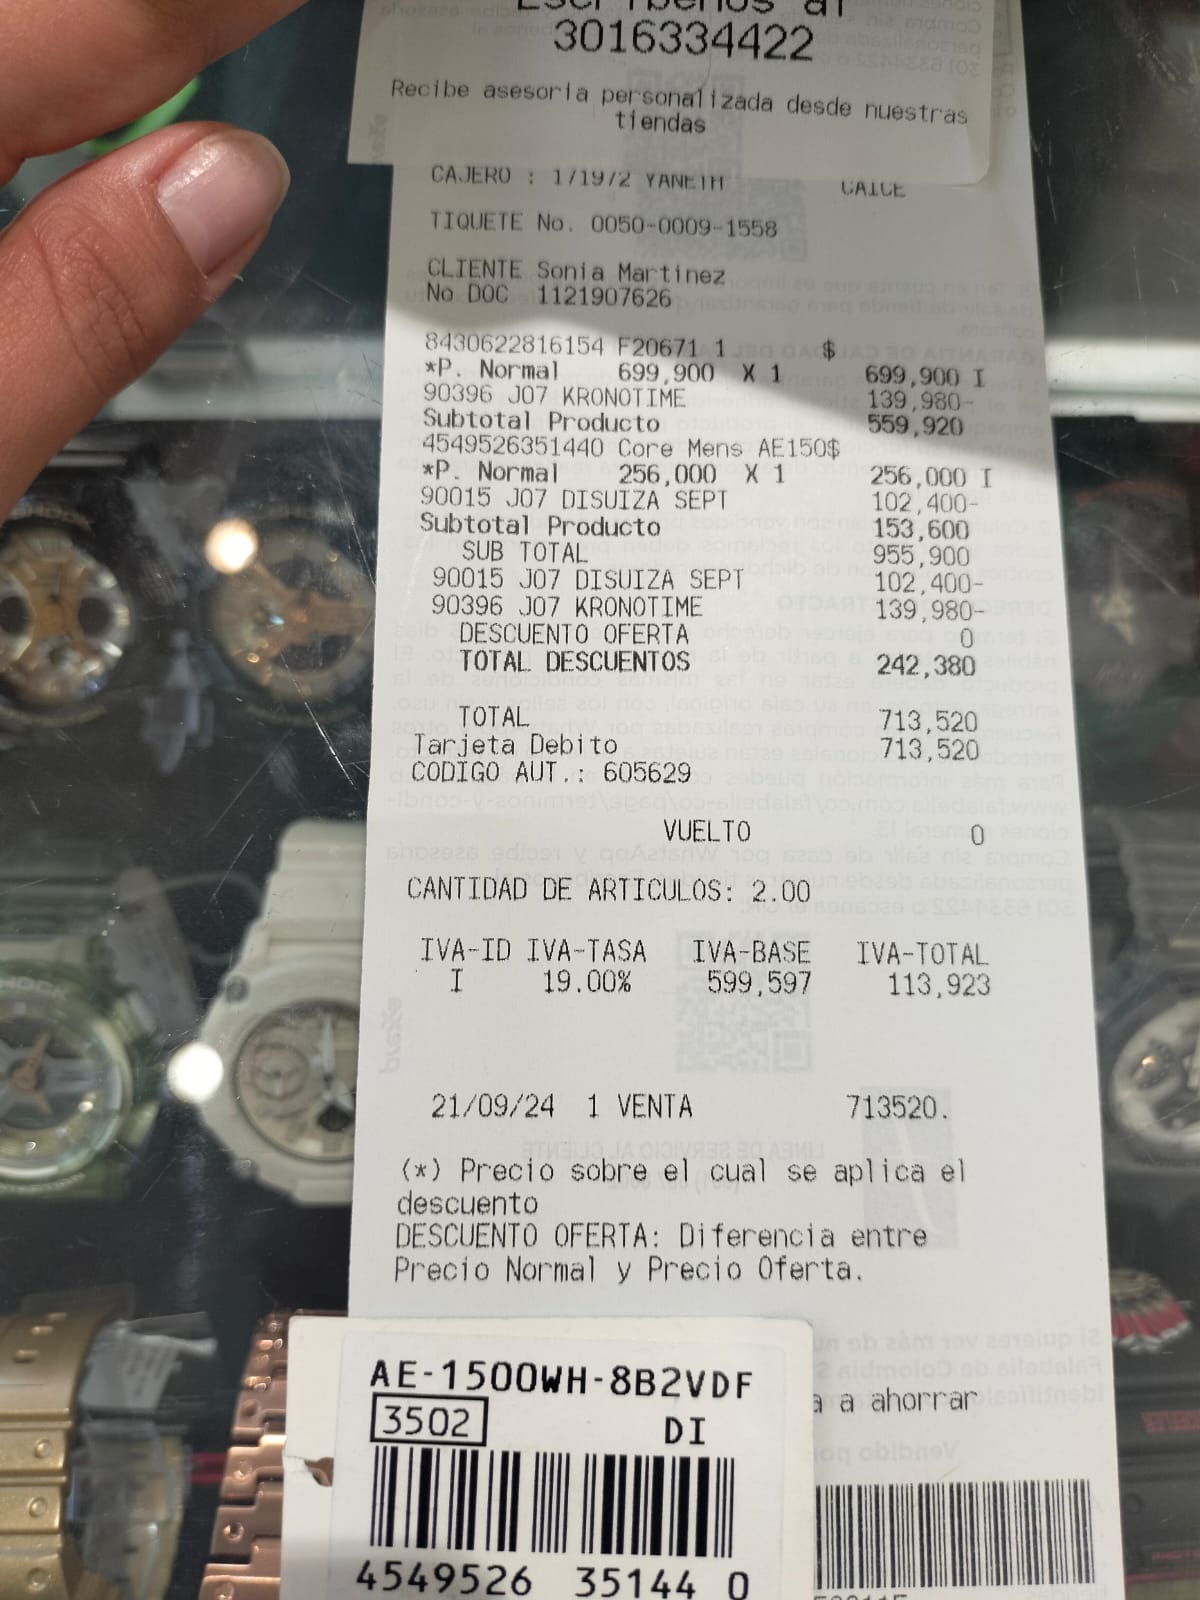 3016334422
Recibe asesoria personalizada desde nuestras
tiendas
CAJERO : 171972 YANETH CAICE
TIQUETE No. 0050-0009-1558
CLIENTE Sonia Martinez
No DOC 1121907626
8430622816154 F20671 1 $
*P. Normal 699,900 X 1 699,900 I
90396 J07 KRONOTIME 139,980-
Subtotal Producto 559,920
4549526351440 Core Mens AE150$
*P. Normal 256,000 X 1 256,000 I
90015 J07 DISUIZA SEPT 102,400-
Subtotal Producto 153,600
SUB TOTAL 955,900
90015 J07 DISUIZA SEPT 102,400-
90396 J07 KRONOTIME 139,980-
DESCUENTO OFERTA 0
TOTAL DESCUENTOS 242,380
TOTAL 713,520
Tarjeta Debito 713,520
CODIGO AUT.: 605629
VUELTO 0
CANTIDAD DE ARTICULOS: 2.00
IVA-ID IVA-TASA IVA-BASE IVA-TOTAL
I 19.00% 599,597 113,923
21/09/24 1 VENTA 713520.
(*) Precio sobre el cual se aplica el
descuento
DESCUENTO OFERTA: Diferencia entre
Precio Normal y Precio Oferta.
a ahorrar
AE-1500WH-8B2VDF
3502 DI
4549526 35144 0